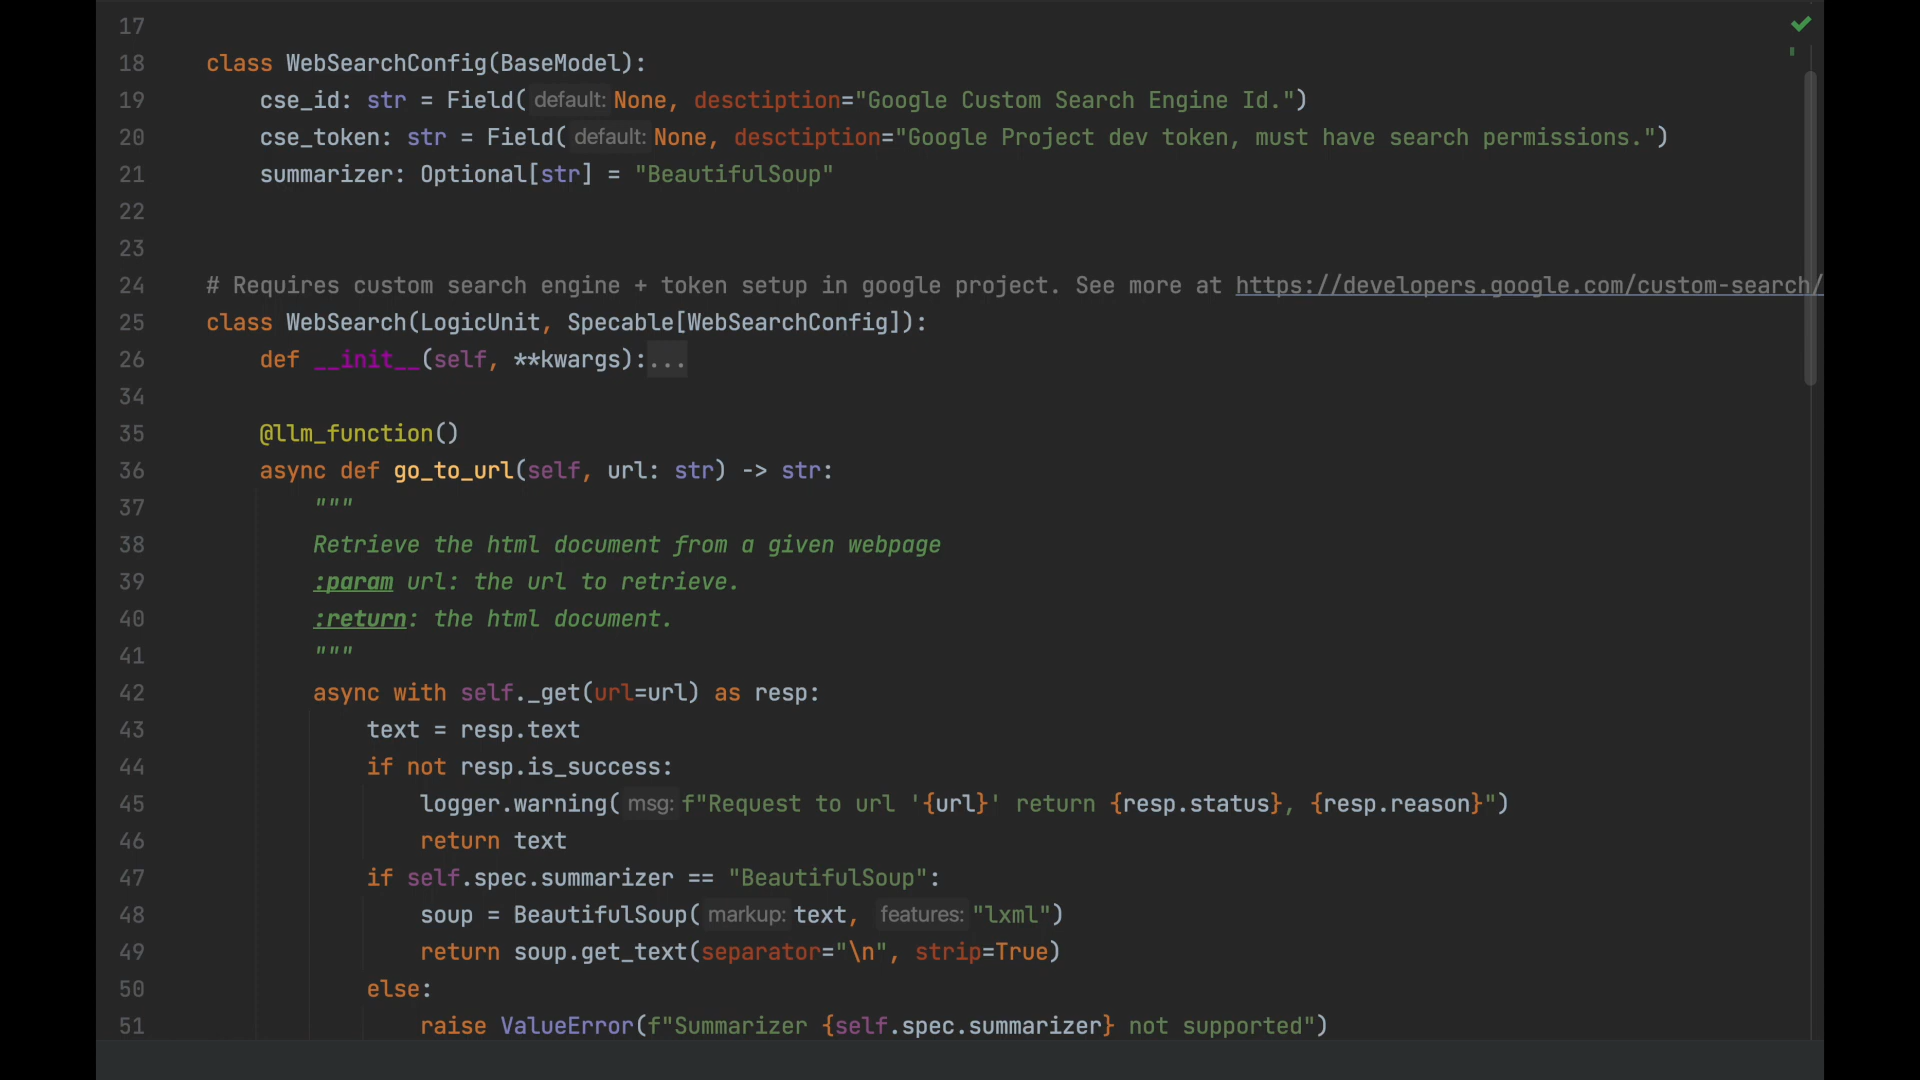 17
18 class WebSearchConfig(BaseModel):
19 cse_id: str = Field( default: None, desctiption="Google Custom Search Engine Id.")
20 cse_token: str = Field( default: None, desctiption="Google Project dev token, must have search permissions.")
21 summarizer: Optional[str] = "BeautifulSoup"
22
23
24 # Requires custom search engine + token setup in google project. See more at https://developers.google.com/custom-search/
25 class WebSearch(LogicUnit, Specable[WebSearchConfig]):
26 def __init__(self, **kwargs):...
34
35 @llm_function()
36 async def go_to_url(self, url: str) -> str:
37 """
38 Retrieve the html document from a given webpage
39 :param url: the url to retrieve.
40 :return: the html document.
41 """
42 async with self._get(url=url) as resp:
43 text = resp.text
44 if not resp.is_success:
45 logger.warning( msg: f"Request to url '{url}' return {resp.status}, {resp.reason}")
46 return text
47 if self.spec.summarizer == "BeautifulSoup":
48 soup = BeautifulSoup( markup: text, features: "lxml")
49 return soup.get_text(separator="\n", strip=True)
50 else:
51 raise ValueError(f"Summarizer {self.spec.summarizer} not supported")